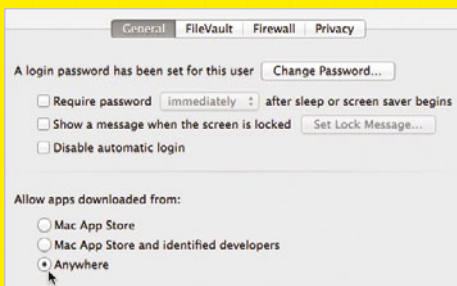 General FileVault Firewall Privacy
A login password has been set for this user Change Password...
Require password immediately after sleep or screen saver begins
Show a message when the screen is locked Set Lock Message...
Disable automatic login
Allow apps downloaded from:
Mac App Store
Mac App Store and identified developers
Anywhere